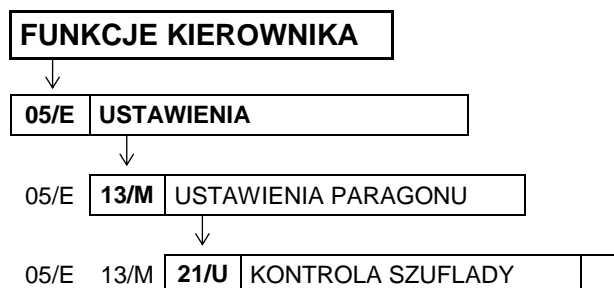 FUNKCJE KIEROWNIKA
05/E USTAWIENIA
05/E 13/M USTAWIENIA PARAGONU
05/E 13/M 21/U KONTROLA SZUFLADY